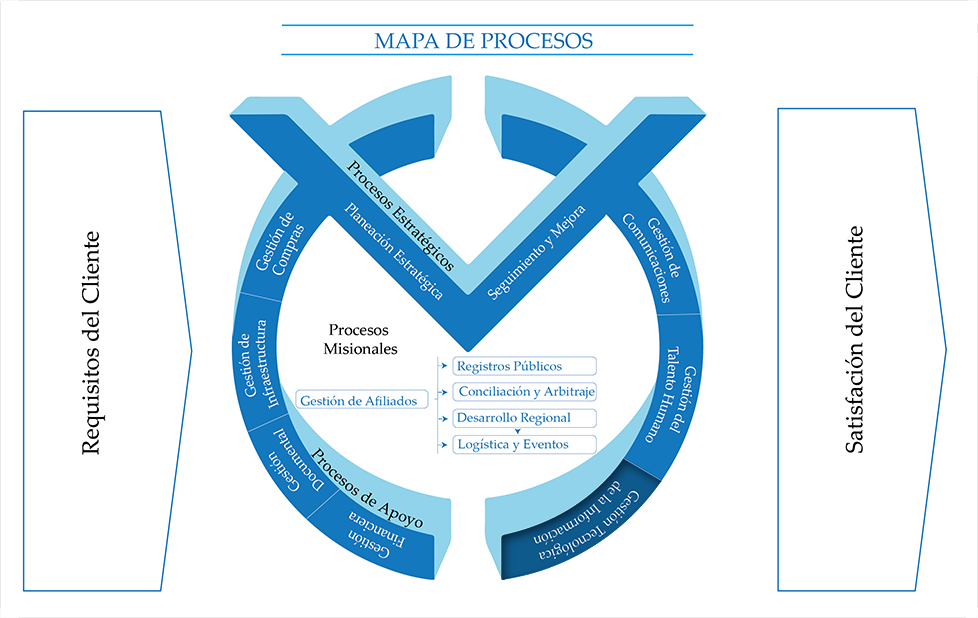 MAPA DE PROCESOS
Requisitos del Cliente
Procesos Estratégicos
Planeación Estratégica
Seguimiento y Mejora
Gestión de
Compras
Gestión de
Infraestructura
Gestión
Documental
Gestión
Financiera
Procesos de Apoyo
Procesos
Misionales
Gestión de Afiliados
Registros Públicos
Conciliación y Arbitraje
Desarrollo Regional
Logística y Eventos
Gestión de
Comunicaciones
Gestión del
Talento Humano
Gestión Tecnológica
de la Información
Satisfación del Cliente